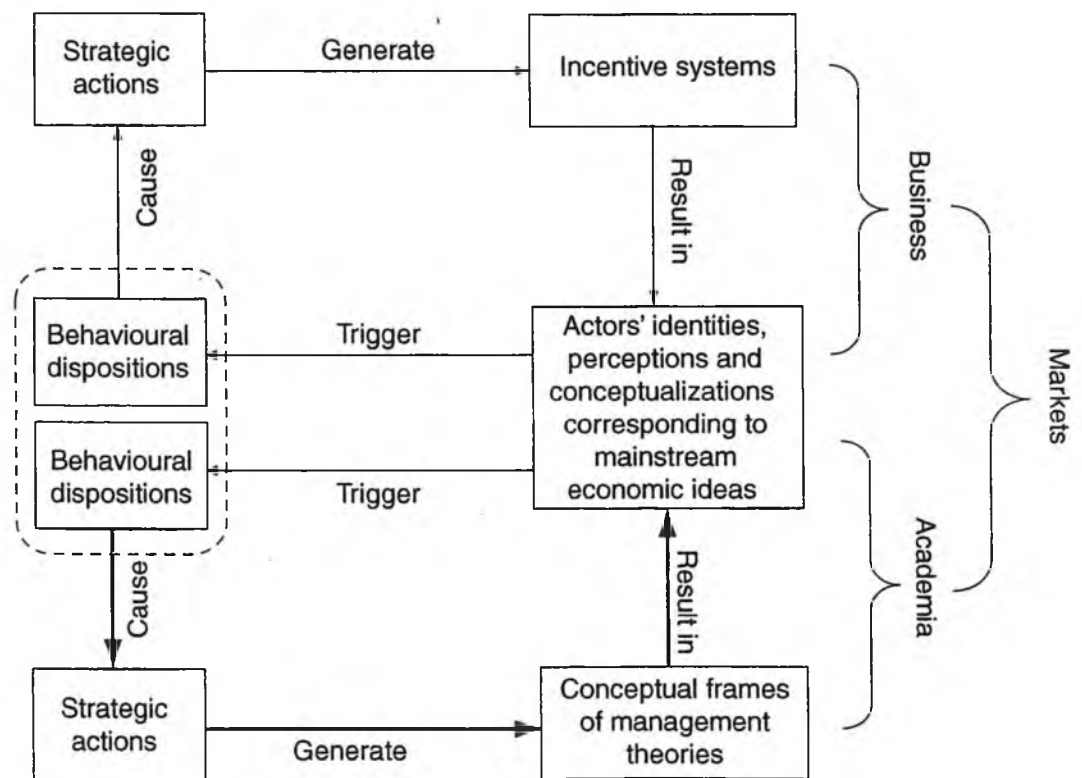 Strategic
actions
Generate
Incentive systems
Cause
Result in
Business
Behavioural
dispositions
Trigger
Actors' identities,
perceptions and
conceptualizations
corresponding to
mainstream
economic ideas
Markets
Behavioural
dispositions
Trigger
Cause
Result in
Academia
Strategic
actions
Generate
Conceptual frames
of management
theories